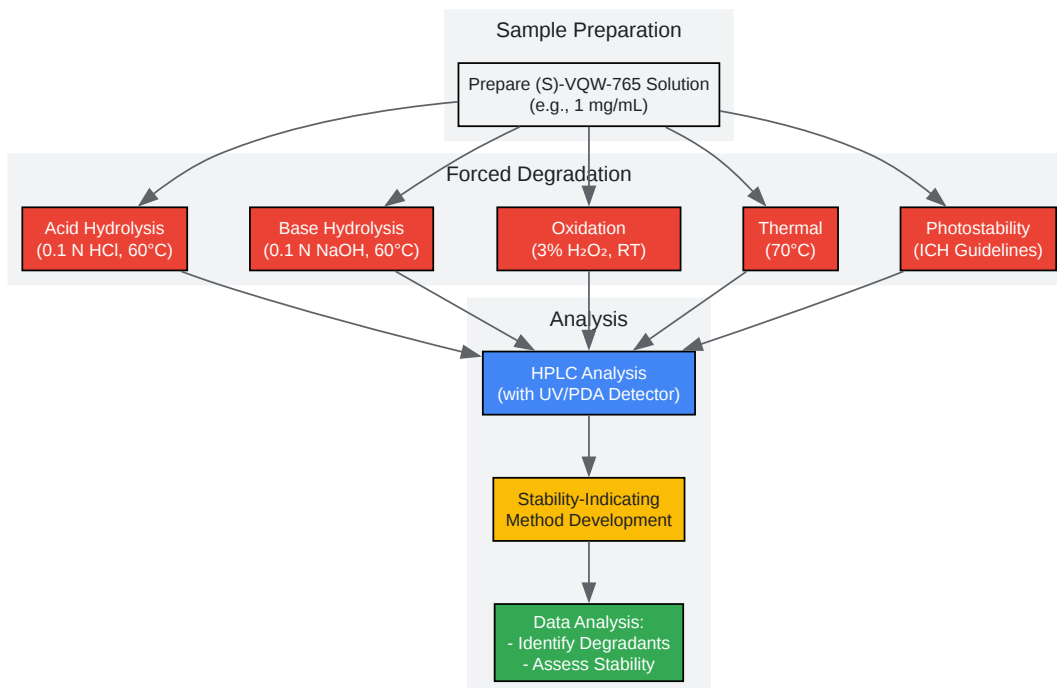 Sample Preparation
Prepare (S)-VQW-765 Solution
(e.g., 1 mg/mL)
Forced Degradation
Acid Hydrolysis
(0.1 N HCl, 60°C)
Base Hydrolysis
(0.1 N NaOH, 60°C)
Oxidation
(3% H₂O₂, RT)
Thermal
(70°C)
Photostability
(ICH Guidelines)
Analysis
HPLC Analysis
(with UV/PDA Detector)
Stability-Indicating
Method Development
Data Analysis:
- Identify Degradants
- Assess Stability